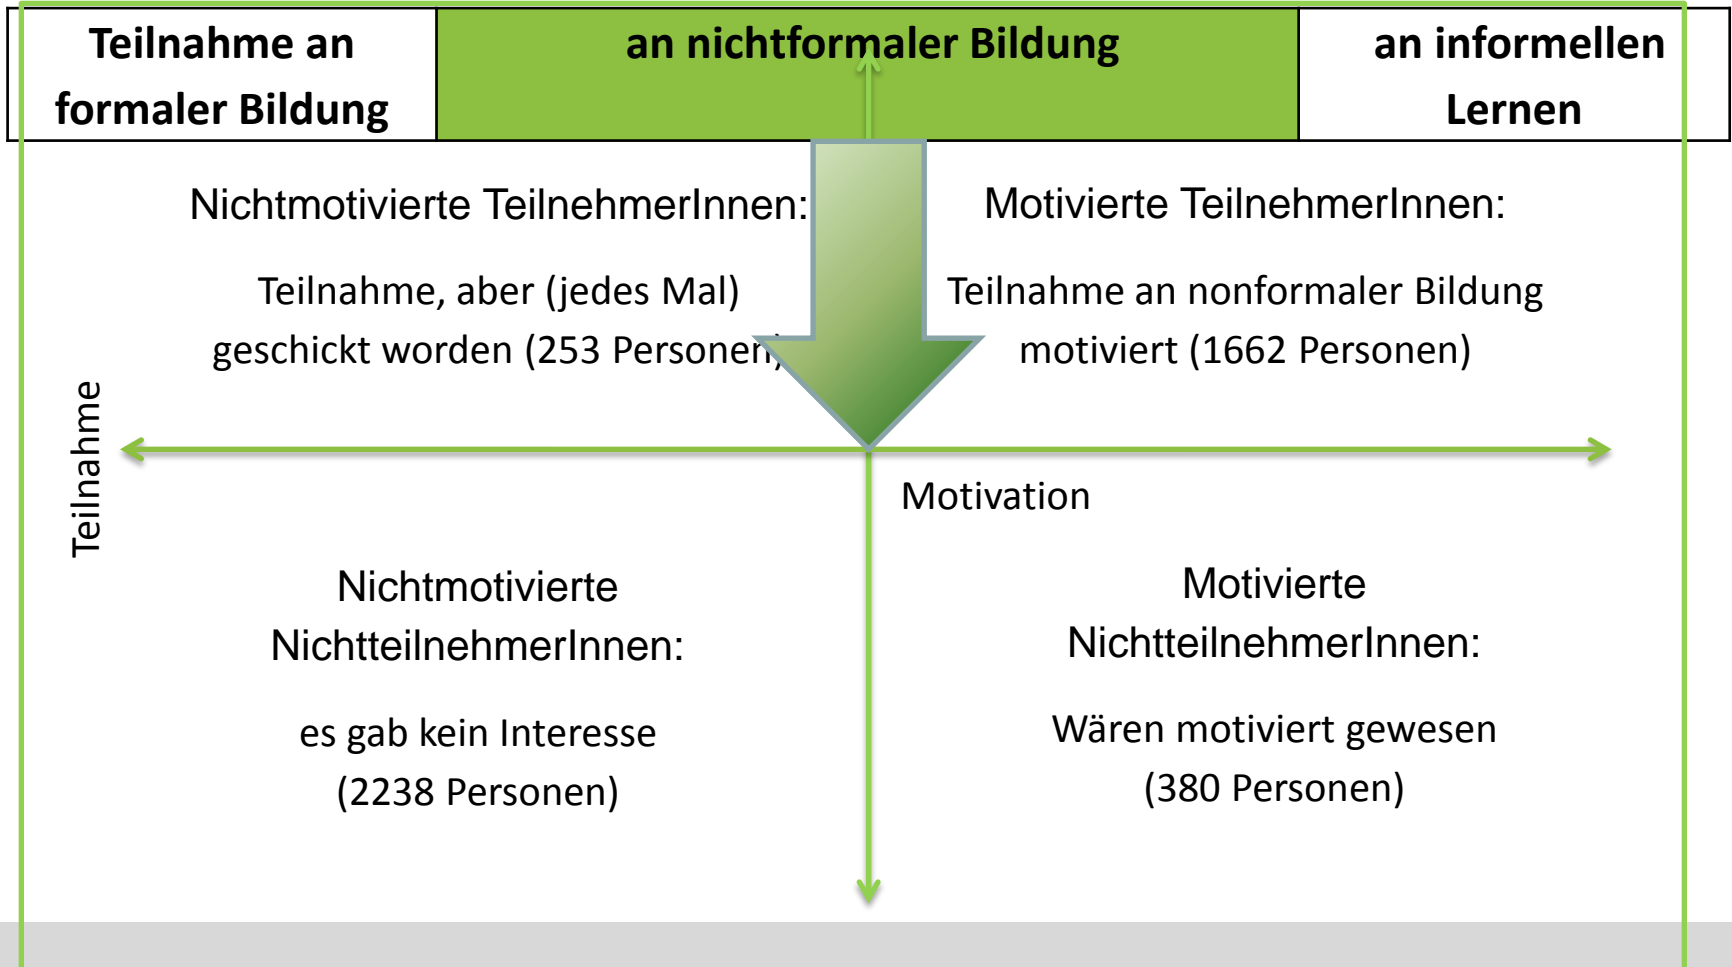 Teilnahme an
formaler Bildung
an nichtformaler Bildung
an informellen
Lernen
Nichtmotivierte TeilnehmerInnen:
Teilnahme, aber (jedes Mal)
geschickt worden (253 Personen)
Motivierte TeilnehmerInnen:
Teilnahme an nonformaler Bildung
motiviert (1662 Personen)
Teilnahme
Motivation
Nichtmotivierte
NichtteilnehmerInnen:
es gab kein Interesse
(2238 Personen)
Motivierte
NichtteilnehmerInnen:
Wären motiviert gewesen
(380 Personen)